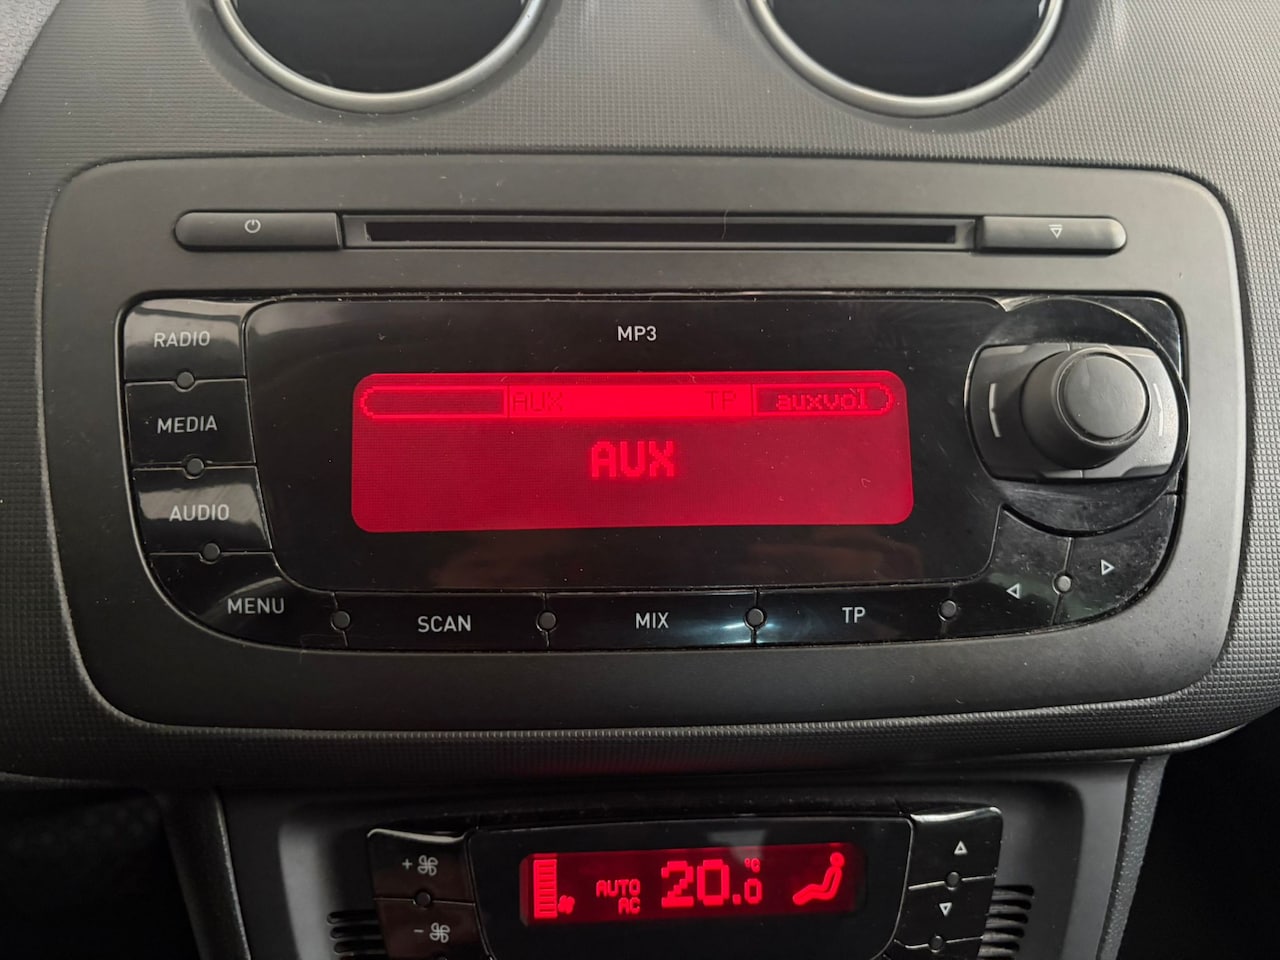 MP3
RADIO
AUX TP auxvol
MEDIA
AUX
AUDIO
MENU
SCAN
MIX
TP
AUTO
AC
20.0 °C
+
-